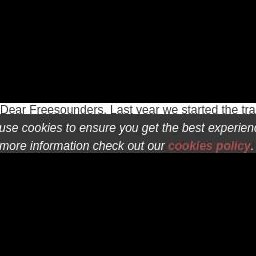 Dear Freesounders, Last year we started the tra
use cookies to ensure you get the best experien
more information check out our cookies policy.